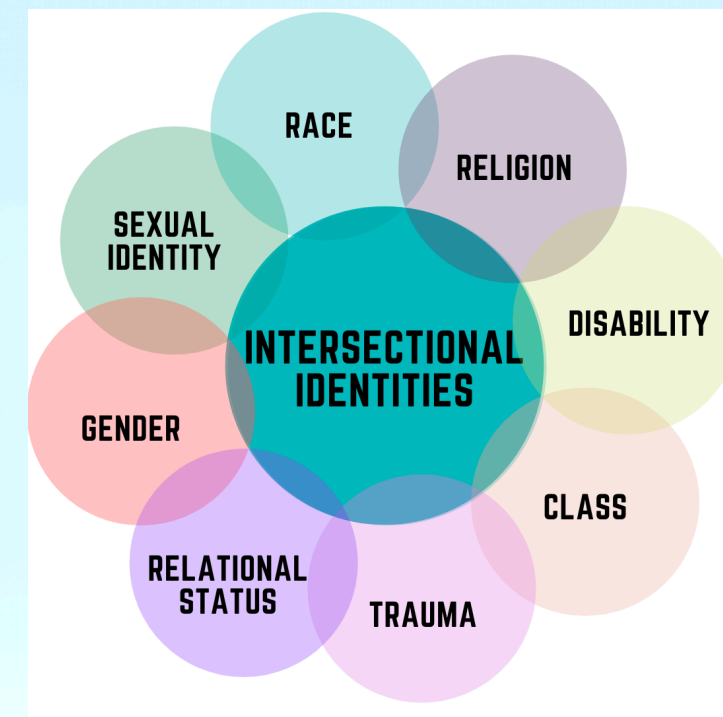 RACE
RELIGION
SEXUAL
IDENTITY
DISABILITY
INTERSECTIONAL
IDENTITIES
GENDER
CLASS
RELATIONAL
STATUS
TRAUMA